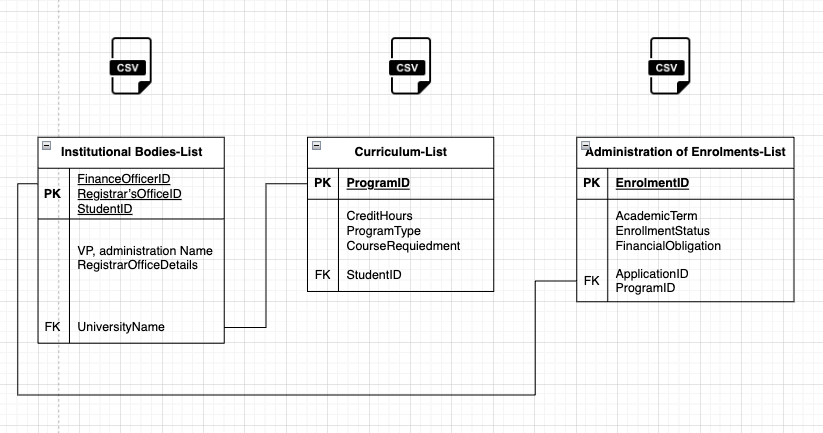 CSV
CSV
CSV
Institutional Bodies-List
PK
FinanceOfficerID
Registrar'sOfficeID
StudentID
VP, administration Name
RegistrarOfficeDetails
FK
UniversityName
Curriculum-List
PK
ProgramID
CreditHours
ProgramType
CourseRequiedment
FK
StudentID
Administration of Enrolments-List
PK
EnrolmentID
AcademicTerm
EnrollmentStatus
FinancialObligation
FK
ApplicationID
ProgramID